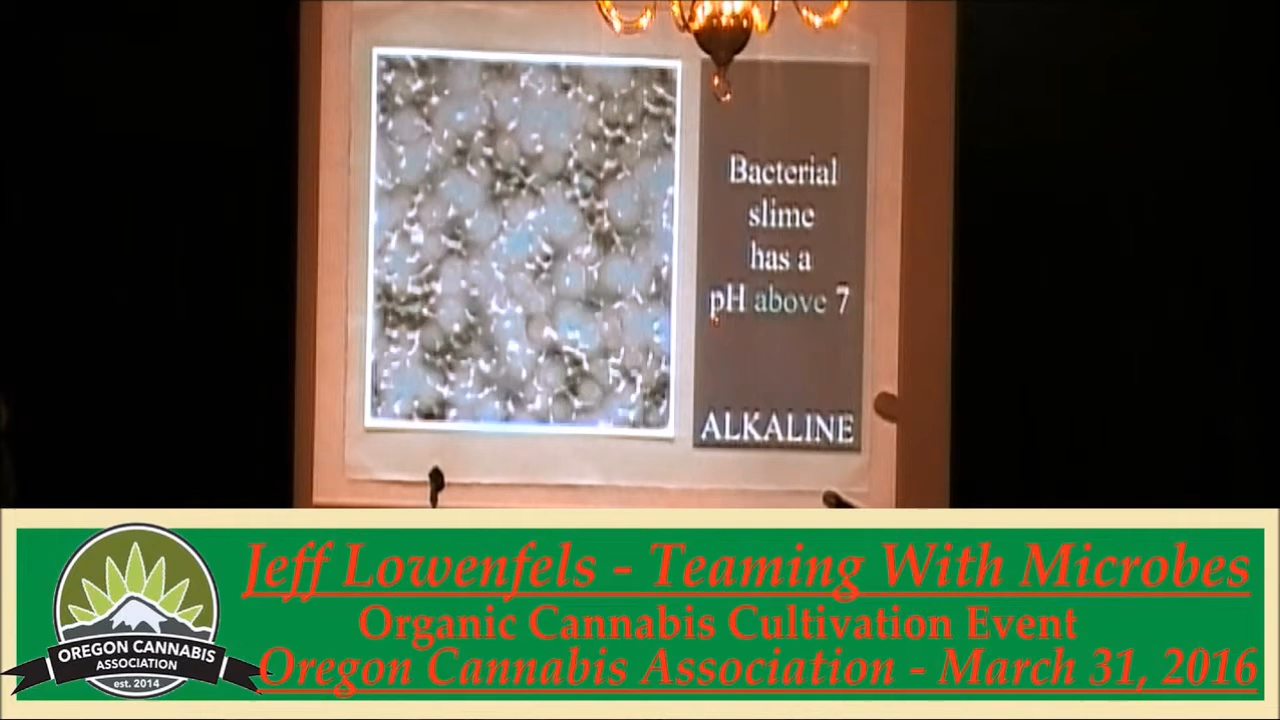 Bacterial
slime
has a
pH above 7
ALKALINE
Jeff Lowenfels - Teaming With Microbes
Organic Cannabis Cultivation Event
Oregon Cannabis Association - March 31, 2016
OREGON CANNABIS
ASSOCIATION
est. 2014